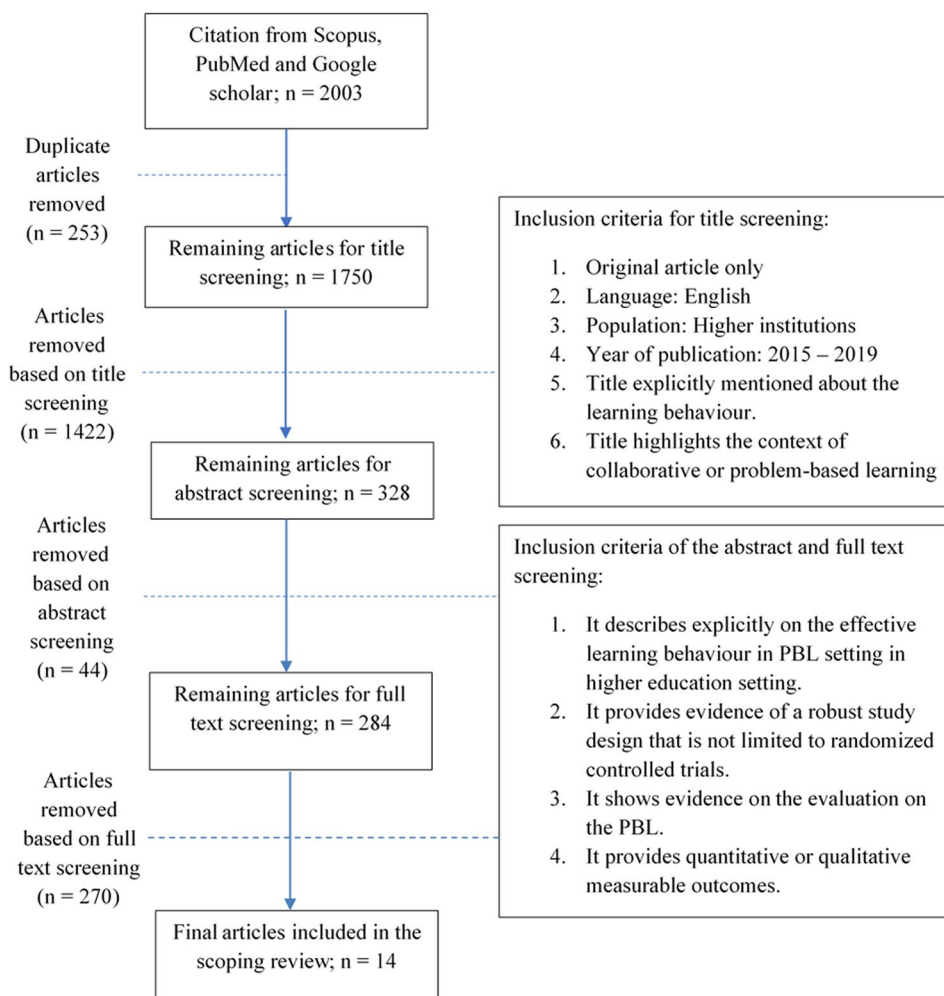 Citation from Scopus,
PubMed and Google
scholar; n = 2003
Duplicate
articles
removed
(n = 253)
Remaining articles for title
screening; n = 1750
Inclusion criteria for title screening:
1. Original article only
2. Language: English
3. Population: Higher institutions
4. Year of publication: 2015 – 2019
5. Title explicitly mentioned about the
learning behaviour.
6. Title highlights the context of
collaborative or problem-based learning
Articles
removed
based on title
screening
(n = 1422)
Remaining articles for
abstract screening; n = 328
Articles
removed
based on
abstract
screening
(n = 44)
Inclusion criteria of the abstract and full text
screening:
1. It describes explicitly on the effective
learning behaviour in PBL setting in
higher education setting.
2. It provides evidence of a robust study
design that is not limited to randomized
controlled trials.
3. It shows evidence on the evaluation on
the PBL.
4. It provides quantitative or qualitative
measurable outcomes.
Remaining articles for full
text screening; n = 284
Articles
removed
based on full
text screening
(n = 270)
Final articles included in the
scoping review; n = 14